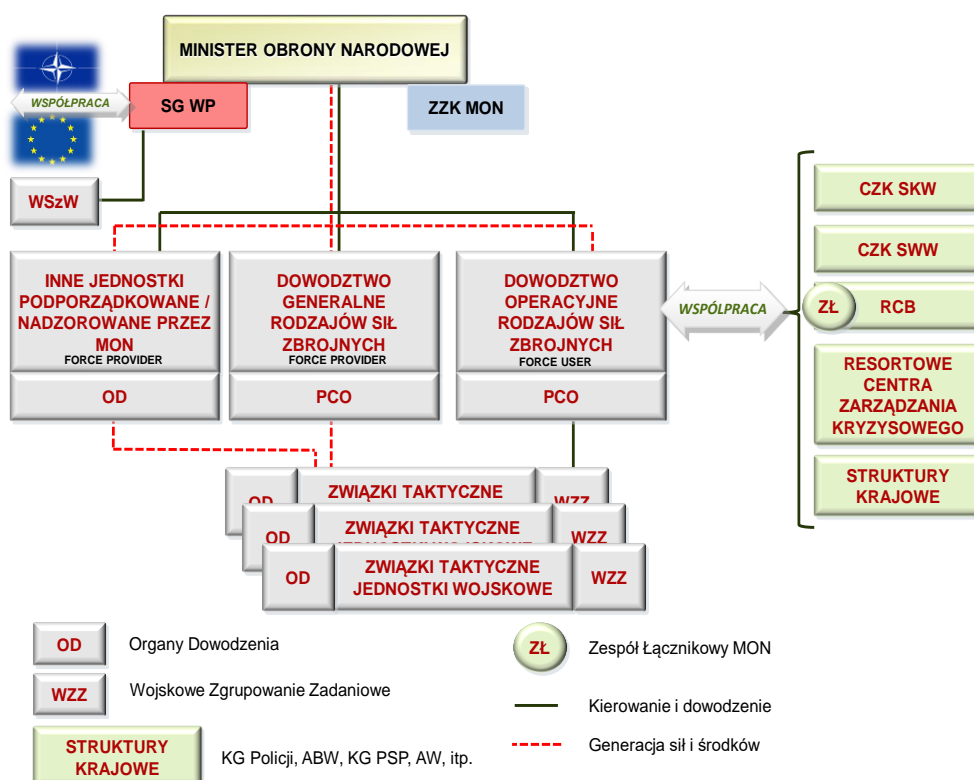 MINISTER OBRONY NARODOWEJ
WSPÓŁPRACA
SG WP
ZZK MON
WSzW
INNE JEDNOSTKI
PODPORZĄDKOWANE /
NADZOROWANE PRZEZ
MON
FORCE PROVIDER
OD
DOWODZTWO
GENERALNE
RODZAJÓW SIŁ
ZBROJNYCH
FORCE PROVIDER
PCO
DOWODZTWO
OPERACYJNE
RODZAJÓW SIŁ
ZBROJNYCH
FORCE USER
PCO
WSPÓŁPRACA
CZK SKW
CZK SWW
ZŁ
RCB
RESORTOWE
CENTRA
ZARZĄDZANIA
KRYZYSOWEGO
STRUKTURY
KRAJOWE
OD
ZWIĄZKI TAKTYCZNE
WZZ
OD
ZWIĄZKI TAKTYCZNE
JEDNOSTKI WOJSKOWE
WZZ
OD
ZWIĄZKI TAKTYCZNE
JEDNOSTKI WOJSKOWE
WZZ
OD
Organy Dowodzenia
WZZ
Wojskowe Zgrupowanie Zadaniowe
STRUKTURY
KRAJOWE
KG Policji, ABW, KG PSP, AW, itp.
ZŁ
Zespół Łącznikowy MON
Kierowanie i dowodzenie
Generacja sił i środków